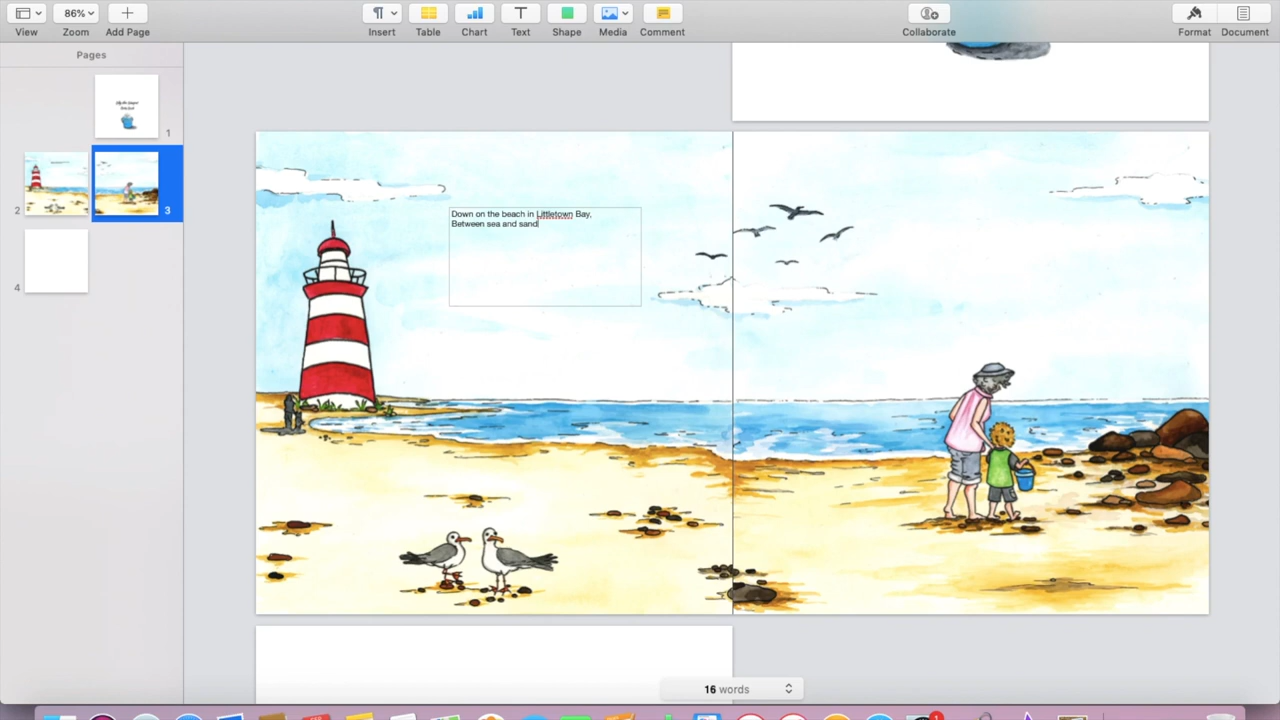 86%
View
Zoom
Add Page
Insert
Table
Chart
Text
Shape
Media
Comment
Collaborate
Format
Document
Pages
1
2
3
4
Down on the beach in Littletown Bay,
Between sea and sand
16 words
1